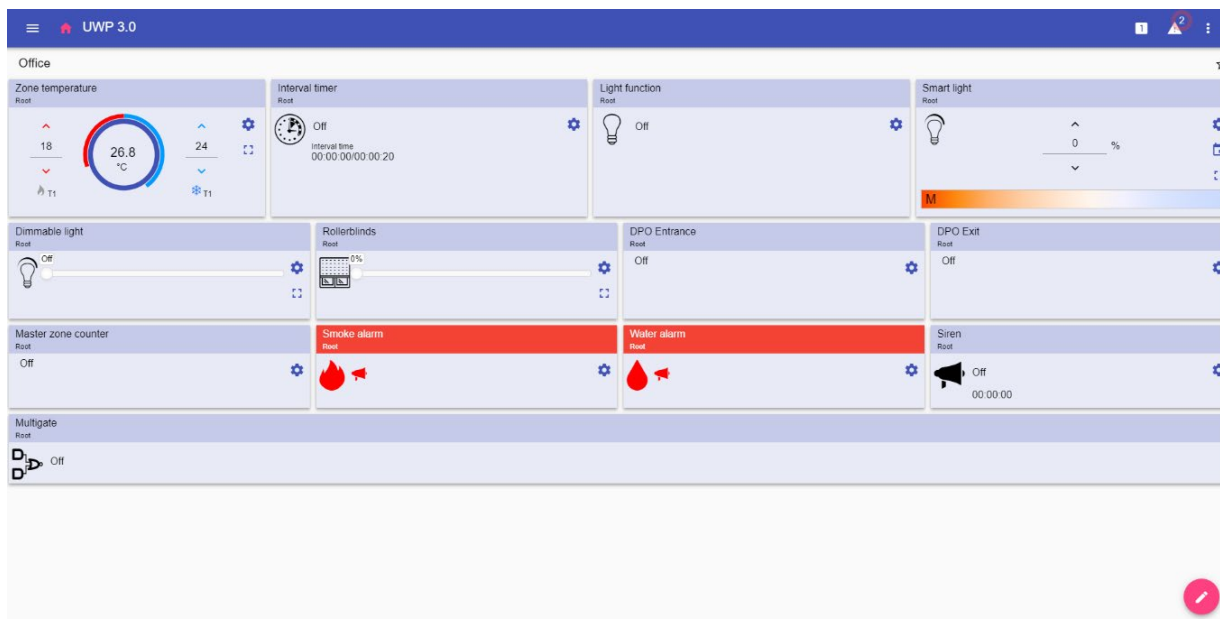 UWP 3.0
1
2
Office
Zone temperature
Root
18
26.8
°C
24
T1
T1
Interval timer
Root
Off
Interval time
00:00:00/00:00:20
Light function
Root
Off
Smart light
Root
0
%
M
Dimmable light
Root
Off
Rollerblinds
Root
0%
DPO Entrance
Root
Off
DPO Exit
Root
Off
Master zone counter
Root
Off
Smoke alarm
Root
Water alarm
Root
Siren
Root
Off
00:00:00
Multigate
Root
Off